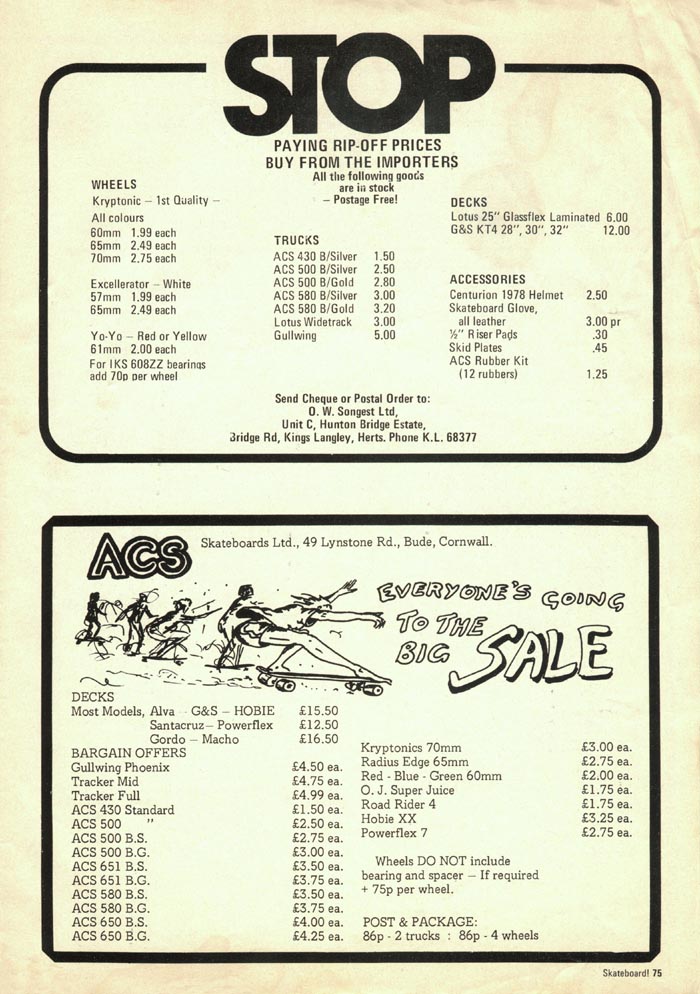 STOP
PAYING RIP-OFF PRICES
BUY FROM THE IMPORTERS
All the following goods
are in stock
– Postage Free!
WHEELS
Kryptonic – 1st Quality –
All colours
60mm 1.99 each
65mm 2.49 each
70mm 2.75 each
Excellerator – White
57mm 1.99 each
65mm 2.49 each
Yo-Yo – Red or Yellow
61mm 2.00 each
For IKS 608ZZ bearings
add 70p per wheel
TRUCKS
ACS 430 B/Silver 1.50
ACS 500 B/Silver 2.50
ACS 500 B/Gold 2.80
ACS 580 B/Silver 3.00
ACS 580 B/Gold 3.20
Lotus Widetrack 3.00
Gullwing 5.00
DECKS
Lotus 25" Glassflex Laminated 6.00
G&S KT4 28", 30", 32" 12.00
ACCESSORIES
Centurion 1978 Helmet 2.50
Skateboard Glove,
all leather 3.00 pr
½" Riser Pads .30
Skid Plates .45
ACS Rubber Kit
(12 rubbers) 1.25
Send Cheque or Postal Order to:
O. W. Songest Ltd,
Unit C, Hunton Bridge Estate,
Bridge Rd, Kings Langley, Herts. Phone K.L. 68377
ACS Skateboards Ltd., 49 Lynstone Rd., Bude, Cornwall.
EVERYONE'S GOING
TO THE
BIG SALE
DECKS
Most Models, Alva – G&S – HOBIE £15.50
Santacruz – Powerflex £12.50
Gordo – Macho £16.50
BARGAIN OFFERS
Gullwing Phoenix £4.50 ea.
Tracker Mid £4.75 ea.
Tracker Full £4.99 ea.
ACS 430 Standard £1.50 ea.
ACS 500 " £2.50 ea.
ACS 500 B.S. £2.75 ea.
ACS 500 B.G. £3.00 ea.
ACS 651 B.S. £3.50 ea.
ACS 651 B.G. £3.75 ea.
ACS 580 B.S. £3.50 ea.
ACS 580 B.G. £3.75 ea.
ACS 650 B.S. £4.00 ea.
ACS 650 B.G. £4.25 ea.
Kryptonics 70mm £3.00 ea.
Radius Edge 65mm £2.75 ea.
Red - Blue - Green 60mm £2.00 ea.
O. J. Super Juice £1.75 ea.
Road Rider 4 £1.75 ea.
Hobie XX £3.25 ea.
Powerflex 7 £2.75 ea.
Wheels DO NOT include
bearing and spacer – If required
+ 75p per wheel.
POST & PACKAGE:
86p - 2 trucks : 86p - 4 wheels
Skateboard! 75